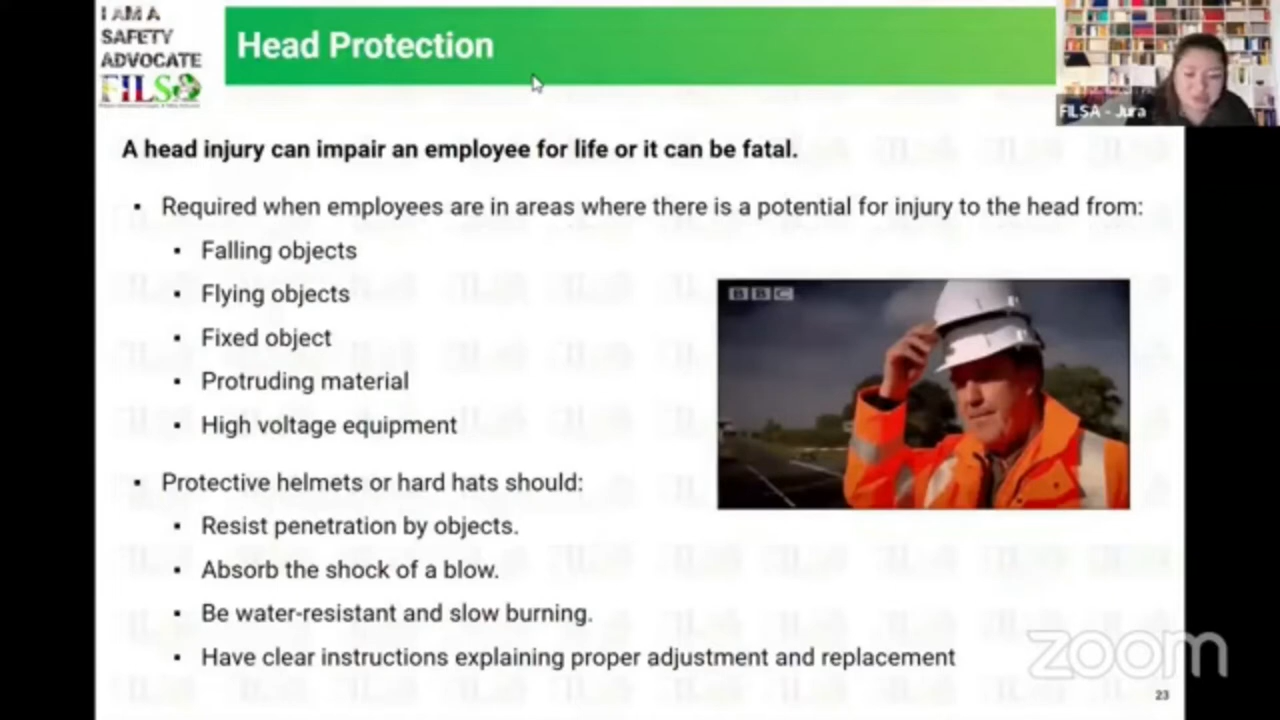 I AM A
SAFETY
ADVOCATE
FILSA
Head Protection
FILSA - Jura
A head injury can impair an employee for life or it can be fatal.
▪ Required when employees are in areas where there is a potential for injury to the head from:
▪ Falling objects
▪ Flying objects
▪ Fixed object
▪ Protruding material
▪ High voltage equipment
BBC
▪ Protective helmets or hard hats should:
▪ Resist penetration by objects.
▪ Absorb the shock of a blow.
▪ Be water-resistant and slow burning.
▪ Have clear instructions explaining proper adjustment and replacement
zoom
23